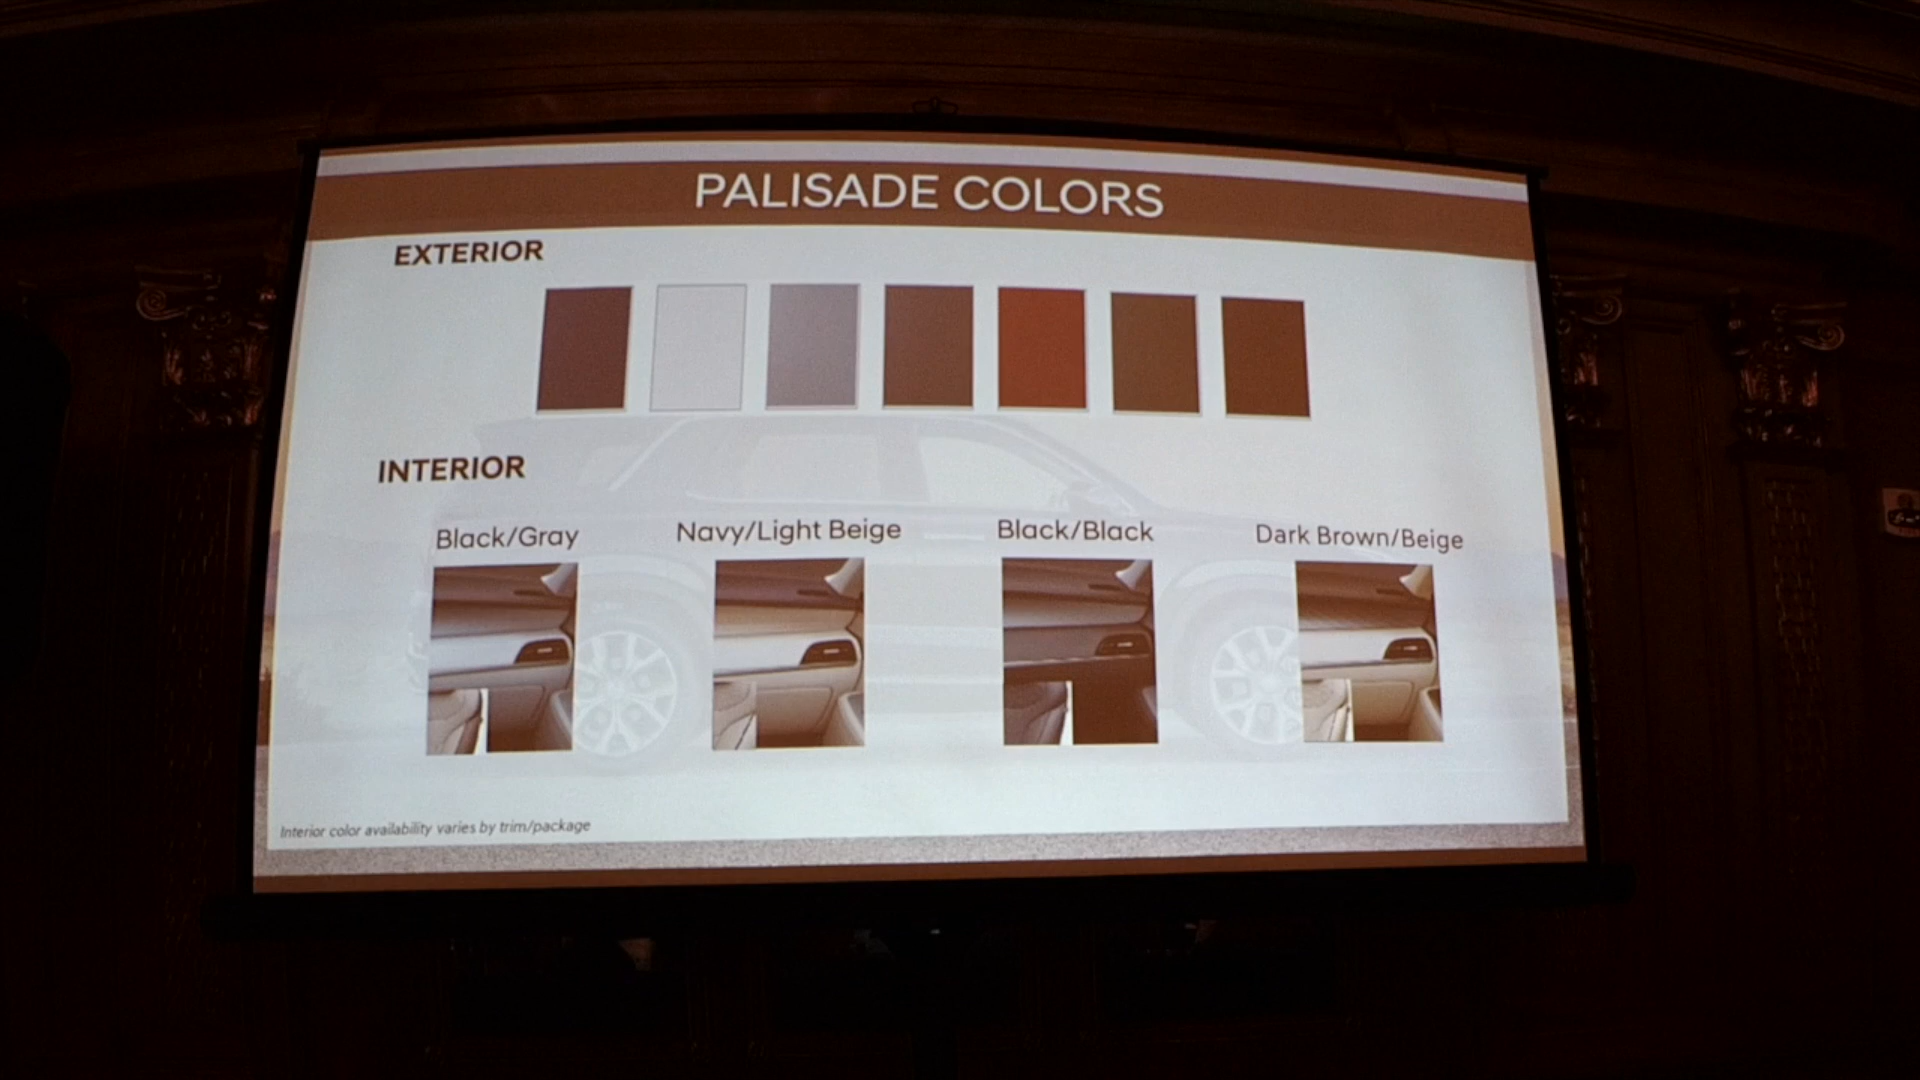 PALISADE COLORS
EXTERIOR
INTERIOR
Black/Gray
Navy/Light Beige
Black/Black
Dark Brown/Beige
Interior color availability varies by trim/package